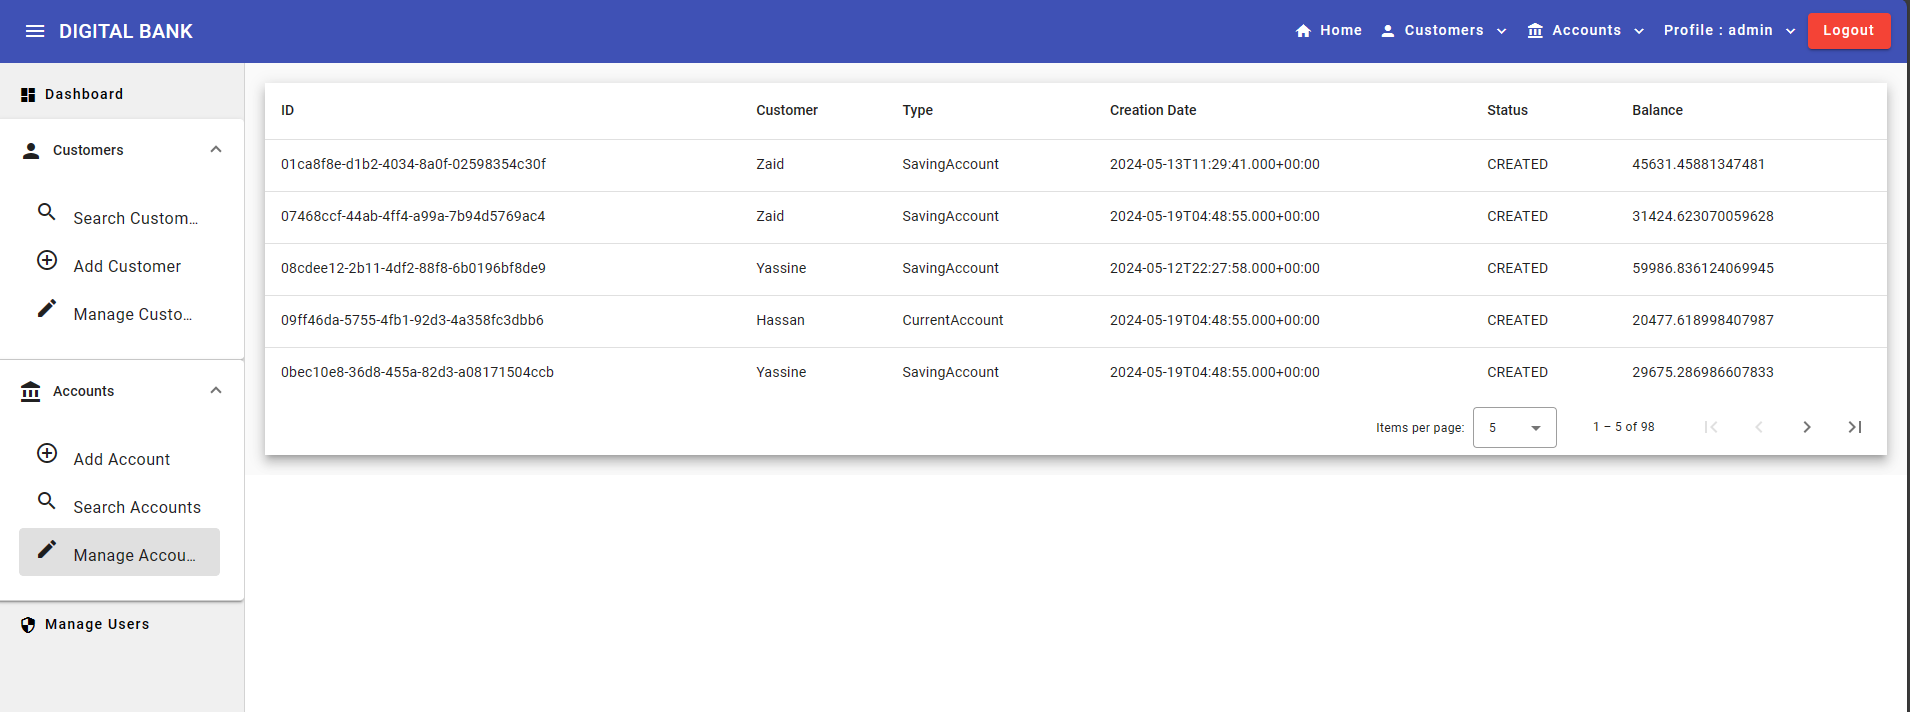 DIGITAL BANK Home Customers Accounts Profile : admin Logout
Dashboard
Customers
Search Custom…
Add Customer
Manage Custo…
Accounts
Add Account
Search Accounts
Manage Accou…
Manage Users
ID Customer Type Creation Date Status Balance
01ca8f8e-d1b2-4034-8a0f-02598354c30f Zaid SavingAccount 2024-05-13T11:29:41.000+00:00 CREATED 45631.45881347481
07468ccf-44ab-4ff4-a99a-7b94d5769ac4 Zaid SavingAccount 2024-05-19T04:48:55.000+00:00 CREATED 31424.623070059628
08cdee12-2b11-4df2-88f8-6b0196bf8de9 Yassine SavingAccount 2024-05-12T22:27:58.000+00:00 CREATED 59986.836124069945
09ff46da-5755-4fb1-92d3-4a358fc3dbb6 Hassan CurrentAccount 2024-05-19T04:48:55.000+00:00 CREATED 20477.618998407987
0bec10e8-36d8-455a-82d3-a08171504ccb Yassine SavingAccount 2024-05-19T04:48:55.000+00:00 CREATED 29675.286986607833
Items per page: 5 1 – 5 of 98